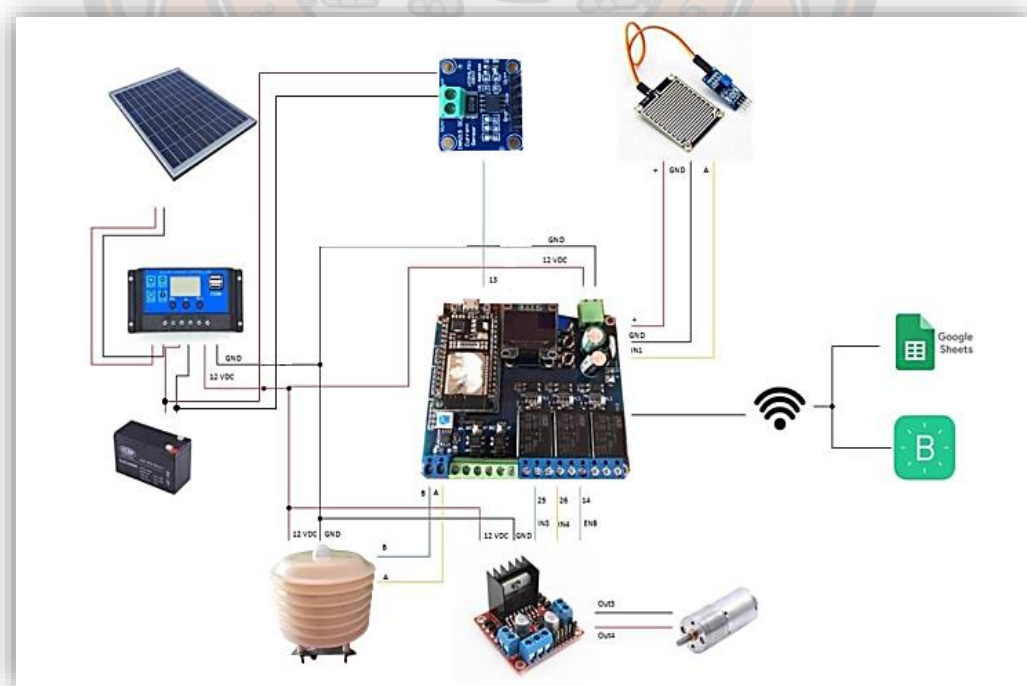 +
GND
A
GND
12 VDC
13
+
GND
IN1
GND
12 VDC
Google
Sheets
B
B
A
25
26
14
IN3
IN4
ENB
12 VDC
GND
12 VDC
GND
B
A
Out3
Out4